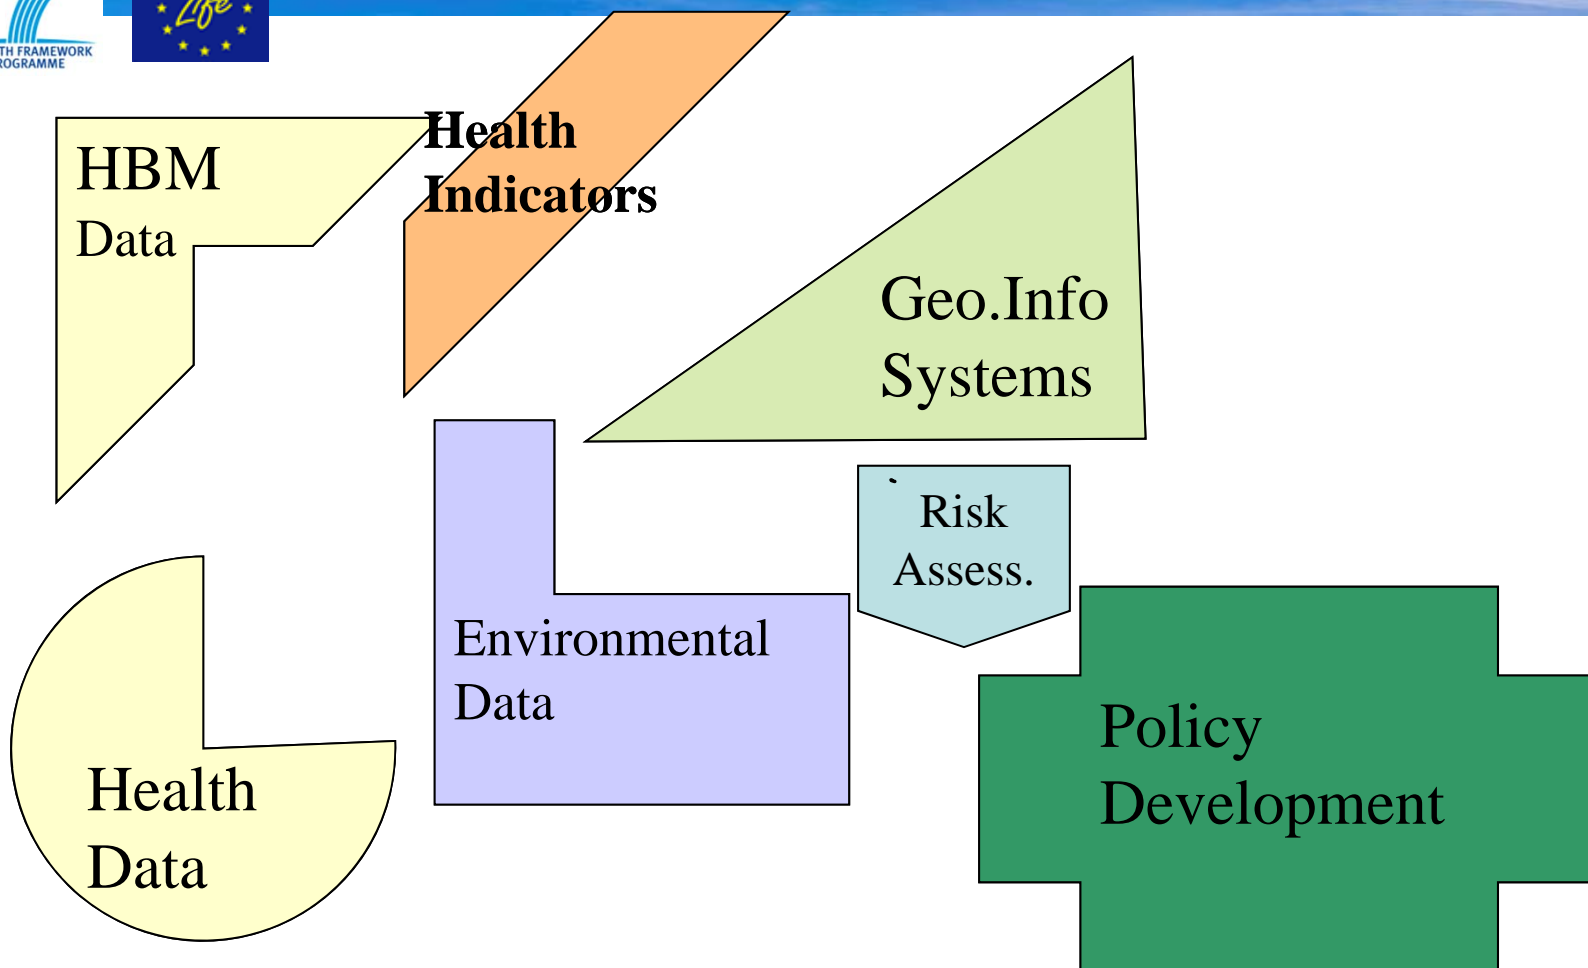 Life
TH FRAMEWORK
ROGRAMME
HBM
Data
Health
Indicators
Geo.Info
Systems
Risk
Assess.
Environmental
Data
Policy
Development
Health
Data